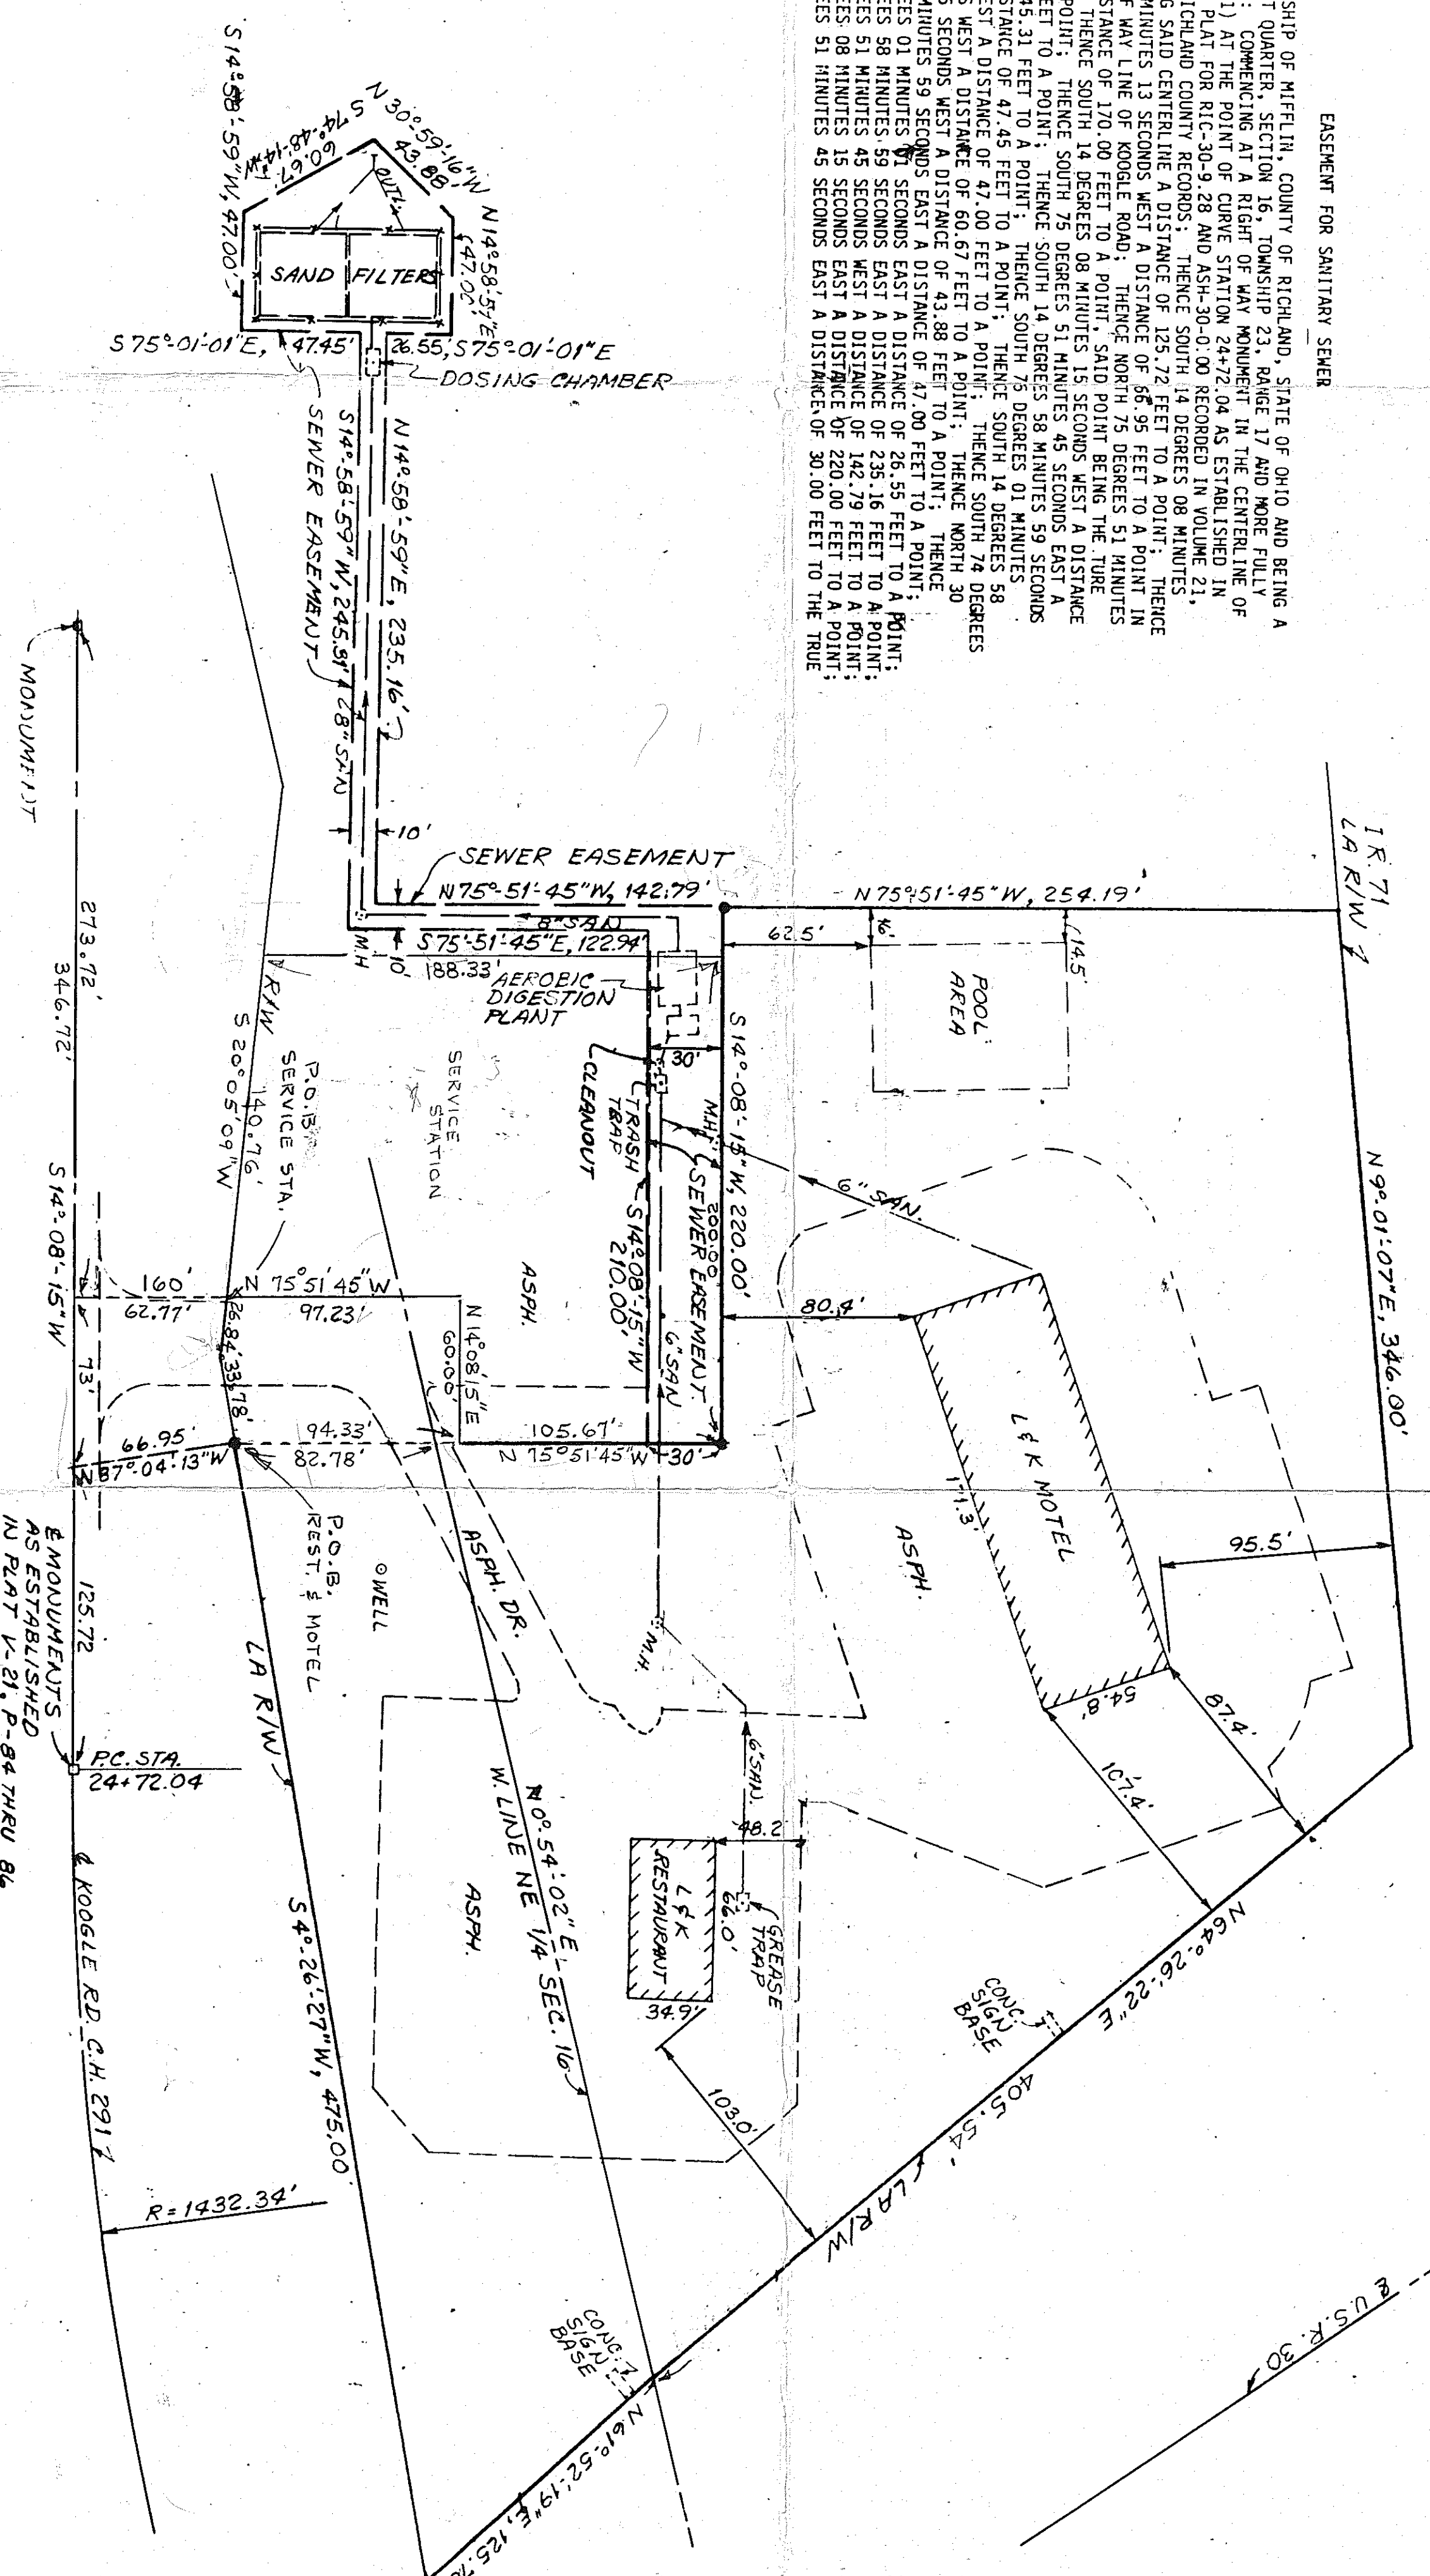 EASEMENT FOR SANITARY SEWER
SHIP OF MIFFLIN, COUNTY OF RICHLAND, STATE OF OHIO AND BEING A
T QUARTER, SECTION 16, TOWNSHIP 23, RANGE 17 AND MORE FULLY
: COMMENCING AT A RIGHT OF WAY MONUMENT IN THE CENTERLINE OF
1) AT THE POINT OF CURVE STATION 24+72.04 AS ESTABLISHED IN
PLAT FOR RIC-30-9.28 AND ASH-30-0.00 RECORDED IN VOLUME 21,
ICHLAND COUNTY RECORDS; THENCE SOUTH 14 DEGREES 08 MINUTES
G SAID CENTERLINE A DISTANCE OF 125.72 FEET TO A POINT; THENCE
MINUTES 13 SECONDS WEST A DISTANCE OF 66.95 FEET TO A POINT IN
F WAY LINE OF KOOGLE ROAD; THENCE NORTH 75 DEGREES 51 MINUTES
STANCE OF 170.00 FEET TO A POINT, SAID POINT BEING THE TURE
THENCE SOUTH 14 DEGREES 08 MINUTES 15 SECONDS WEST A DISTANCE
POINT; THENCE SOUTH 75 DEGREES 51 MINUTES 45 SECONDS EAST A
EET TO A POINT; THENCE SOUTH 14 DEGREES 58 MINUTES 59 SECONDS
45.31 FEET TO A POINT; THENCE SOUTH 75 DEGREES 01 MINUTES
STANCE OF 47.45 FEET TO A POINT; THENCE SOUTH 14 DEGREES 58
EST A DISTANCE OF 47.00 FEET TO A POINT; THENCE SOUTH 74 DEGREES
S WEST A DISTANCE OF 60.67 FEET TO A POINT; THENCE NORTH 30
6 SECONDS WEST A DISTANCE OF 43.88 FEET TO A POINT; THENCE
MINUTES 59 SECONDS EAST A DISTANCE OF 47.00 FEET TO A POINT;
EES 01 MINUTES 01 SECONDS EAST A DISTANCE OF 26.55 FEET TO A POINT;
EES 58 MINUTES 59 SECONDS EAST A DISTANCE OF 235.16 FEET TO A POINT;
EES 51 MINUTES 45 SECONDS WEST A DISTANCE OF 142.79 FEET TO A POINT;
EES 08 MINUTES 15 SECONDS EAST A DISTANCE OF 220.00 FEET TO A POINT;
EES 51 MINUTES 45 SECONDS EAST A DISTANCE OF 30.00 FEET TO THE TRUE
S 14°-58'-59"W, 47.00'
S 74°-48'-14"W
60.67'
N 30°-59'-16"W
43.88'
N 14°-58'-59"E
47.00'
OUTLET
SAND FILTERS
S 75°-01'-01"E, 47.45'
26.55, S 75°-01'-01"E
DOSING CHAMBER
SEWER EASEMENT
S 14°-58'-59"W, 245.31'
8" SAN
N 14°-58'-59"E, 235.16'
10'
SEWER EASEMENT
N 75°-51'-45"W, 142.79'
8" SAN
S 75°-51'-45"E, 122.94'
M.H.
10'
188.33'
AEROBIC
DIGESTION
PLANT
R/W
N 75°-51'-45"W, 254.19'
62.5'
16'
14.5'
POOL
AREA
I.R. 71
LA R/W
N 9°-01'-07"E, 346.00'
30'
CLEANOUT
TRASH
TRAP
M.H.
SEWER EASEMENT
S 14°-08'-15"W, 220.00'
200.00'
S 14°-08'-15"W
210.00'
6" SAN
6" SAN.
80.4'
L & K MOTEL
54.8'
95.5'
87.4'
107.4'
ASPH.
SERVICE
STATION
P.O.B.
SERVICE STA.
140.76'
S 20°05'09"W
ASPH.
N 75°51'45"W
97.23'
160'
62.77'
N 14°08'15"E
60.00'
26.84'
33.78'
73'
66.95'
N 37°-04'-13"W
94.33'
82.78'
105.67'
N 75°51'45"W
30'
P.O.B.
REST. & MOTEL
WELL
ASPH. DR.
M.H.
6" SAN.
48.2
L & K
RESTAURANT
66.0'
34.9'
GREASE
TRAP
103.0'
ASPH.
N 0°-54'-02"E
W. LINE NE 1/4 SEC. 16
LA R/W
S 4°-26'-27"W, 475.00'
MONUMENT
273.72'
346.72'
S 14°-08'-15"W
125.72
℄ MONUMENTS
AS ESTABLISHED
IN PLAT V-21, P-84 THRU 86
P.C. STA.
24+72.04
℄ KOOGLE RD. C.H. 291
R=1432.34'
CONC.
SIGN
BASE
N 64°-26'-22"E
405.54'
LA R/W
CONC.
SIGN
BASE
N 61°-52'-19"E, 125.7
℄ U.S.R. 30